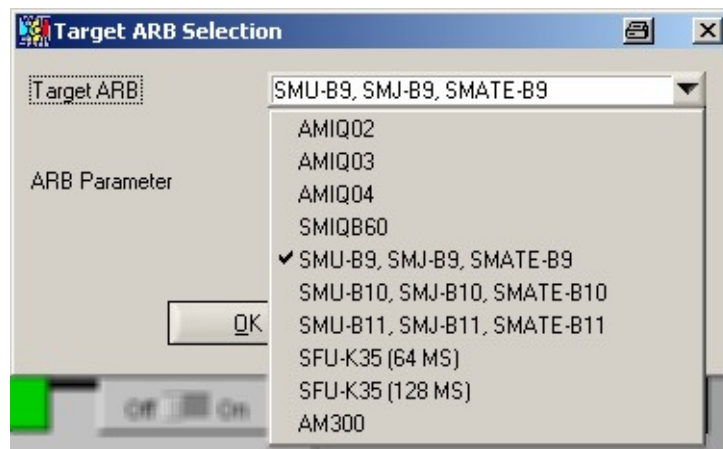 Target ARB Selection
Target ARB
SMU-B9, SMJ-B9, SMATE-B9
AMIQ02
AMIQ03
AMIQ04
ARB Parameter
SMIQB60
SMU-B9, SMJ-B9, SMATE-B9
SMU-B10, SMJ-B10, SMATE-B10
SMU-B11, SMJ-B11, SMATE-B11
OK
SFU-K35 (64 MS)
SFU-K35 (128 MS)
AM300
Off On